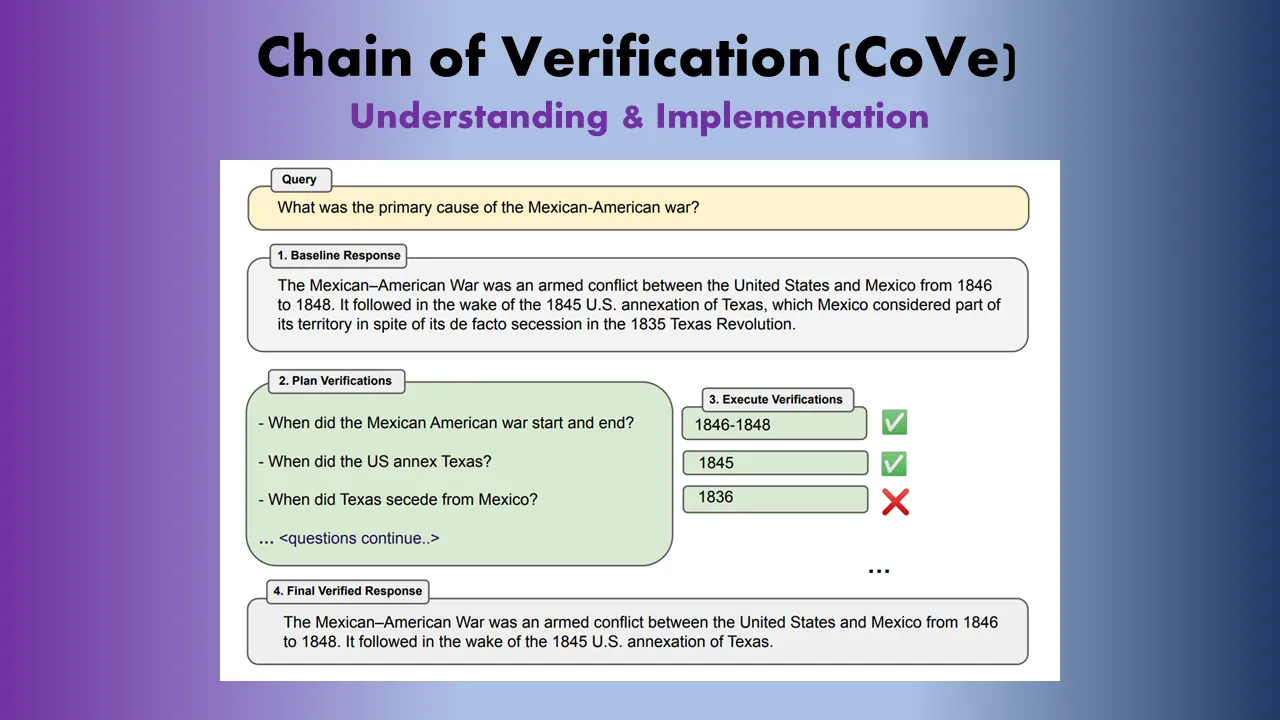 Chain of Verification (CoVe)
Understanding & Implementation
Query
What was the primary cause of the Mexican-American war?
1. Baseline Response
The Mexican–American War was an armed conflict between the United States and Mexico from 1846
to 1848. It followed in the wake of the 1845 U.S. annexation of Texas, which Mexico considered part of
its territory in spite of its de facto secession in the 1835 Texas Revolution.
2. Plan Verifications
- When did the Mexican American war start and end?
- When did the US annex Texas?
- When did Texas secede from Mexico?
... <questions continue..>
3. Execute Verifications
1846-1848
1845
1836
...
4. Final Verified Response
The Mexican–American War was an armed conflict between the United States and Mexico from 1846
to 1848. It followed in the wake of the 1845 U.S. annexation of Texas.